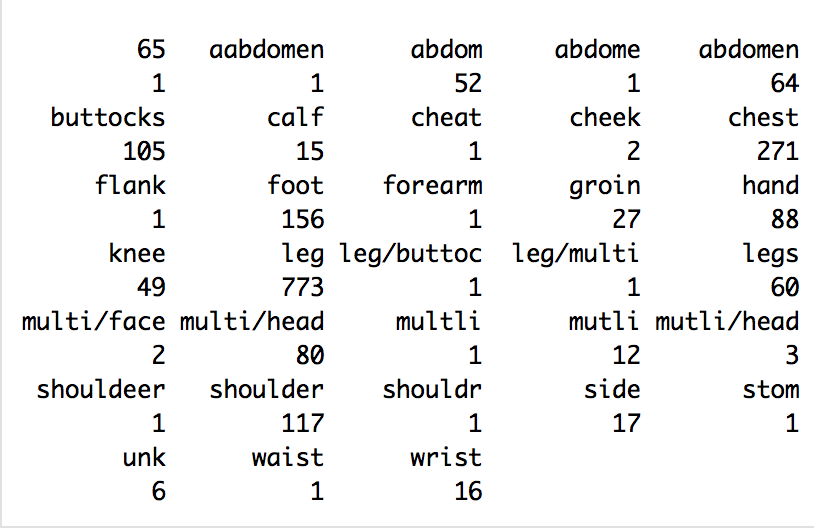 65 aabdomen abdom abdome abdomen
1 1 52 1 64
buttocks calf cheat cheek chest
105 15 1 2 271
flank foot forearm groin hand
1 156 1 27 88
knee leg leg/buttoc leg/multi legs
49 773 1 1 60
multi/face multi/head multli mutli mutli/head
2 80 1 12 3
shouldeer shoulder shouldr side stom
1 117 1 17 1
unk waist wrist
6 1 16